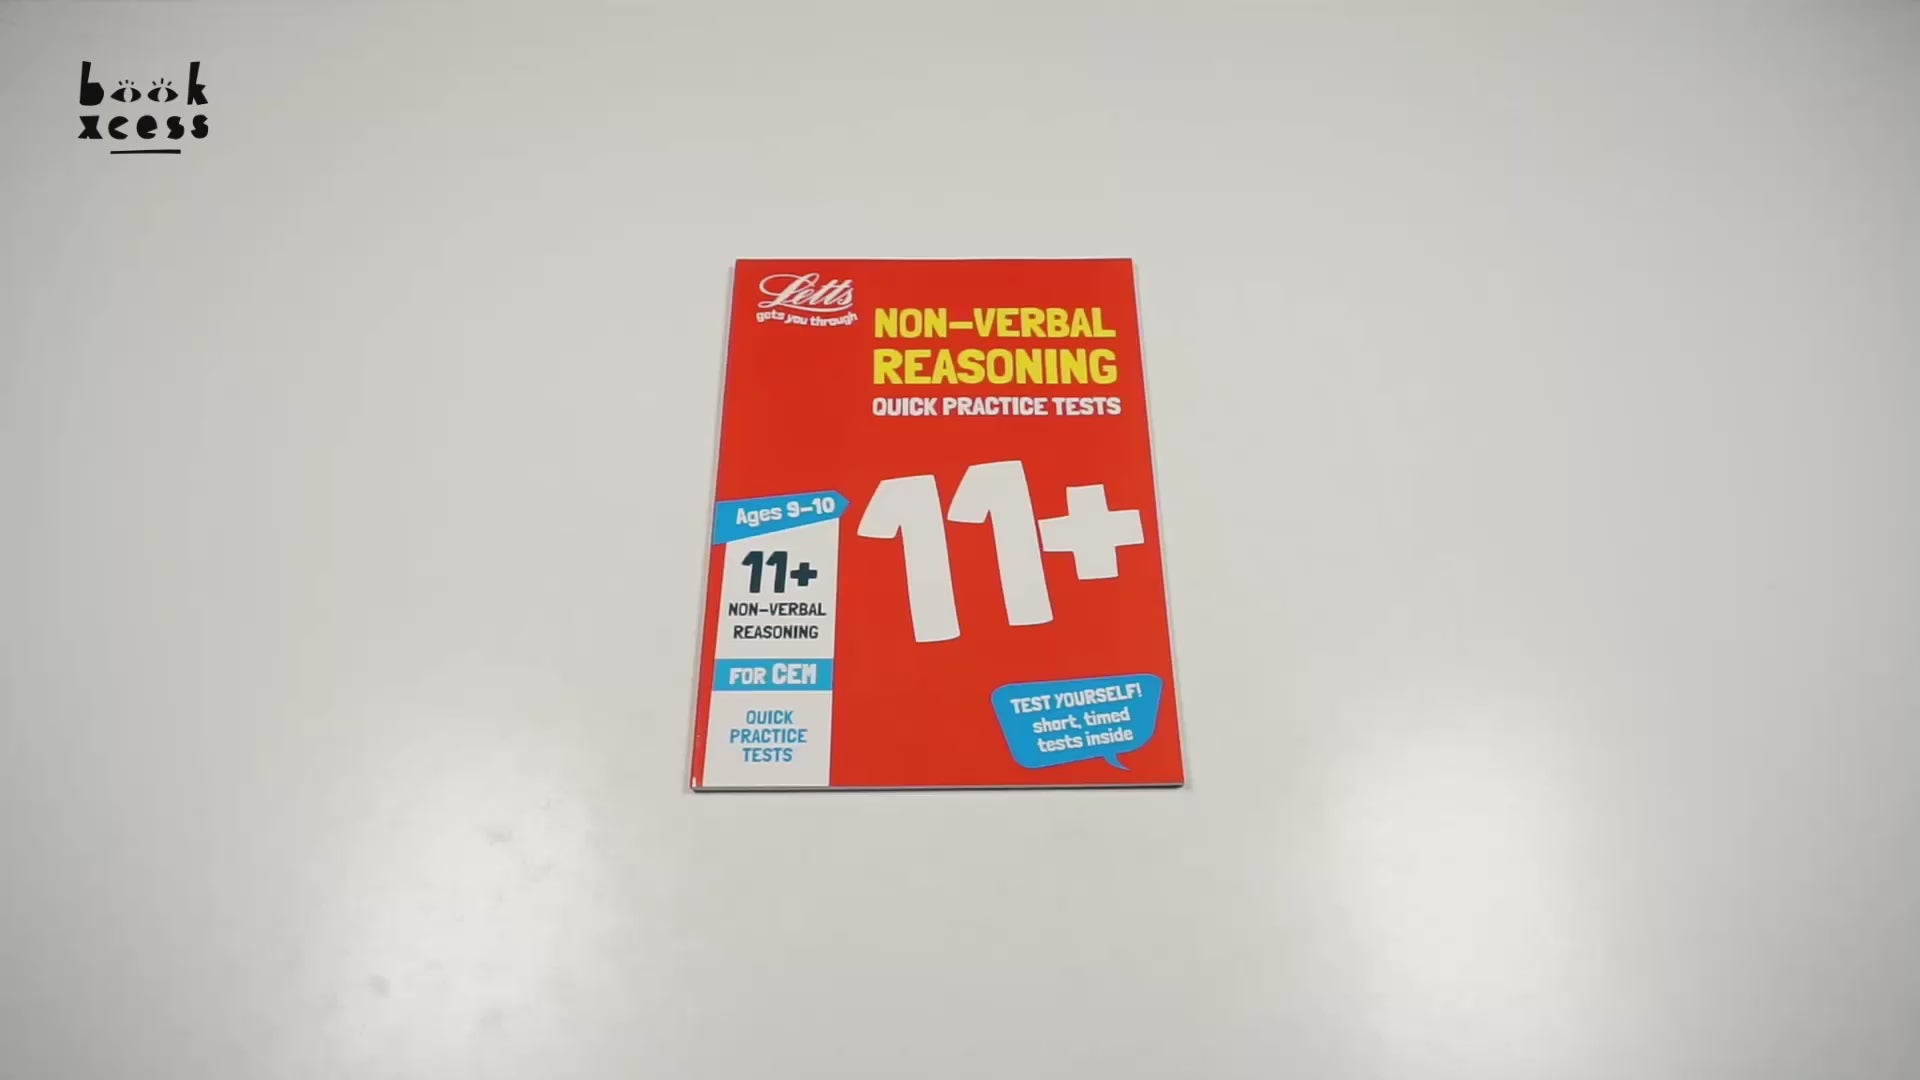 book
xcess
Letts
gets you through
NON-VERBAL
REASONING
QUICK PRACTICE TESTS
11+
Ages 9-10
11+
NON-VERBAL
REASONING
FOR CEM
QUICK
PRACTICE
TESTS
TEST YOURSELF!
short, timed
tests inside